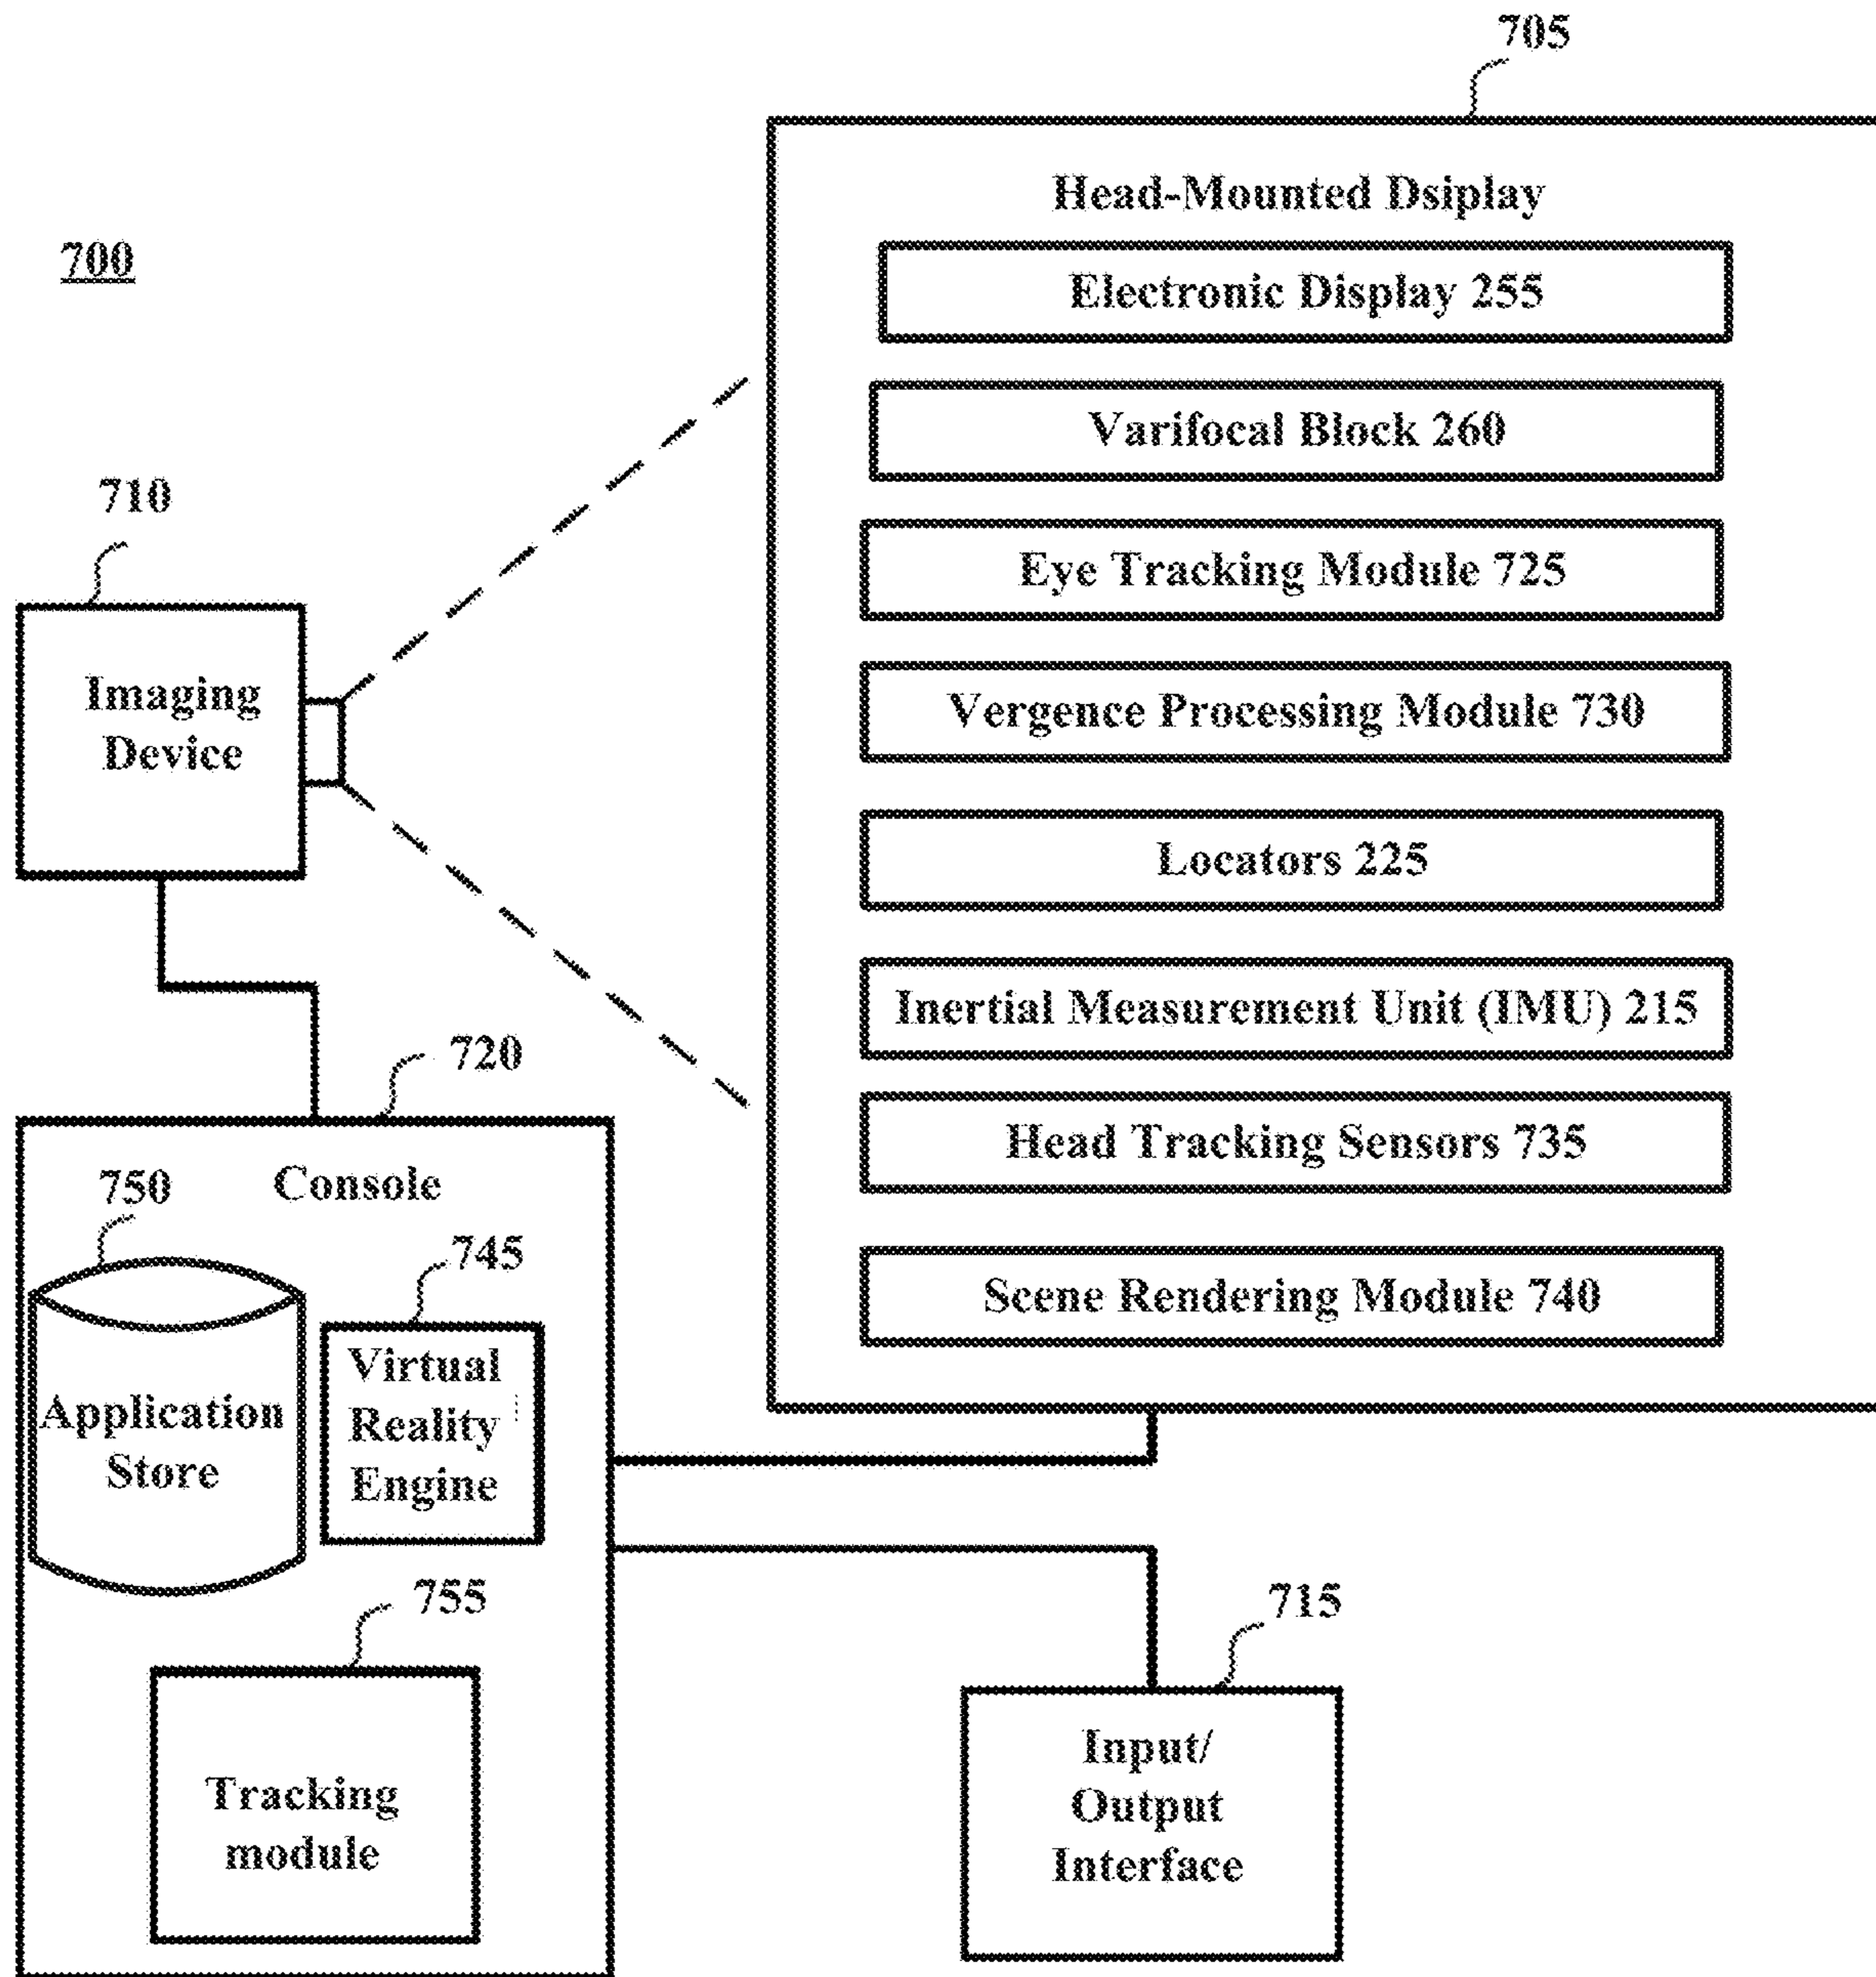 705
Head-Mounted Dsiplay
700
Electronic Display 255
Varifocal Block 260
710
Eye Tracking Module 725
Imaging
Device
Vergence Processing Module 730
Locators 225
Inertial Measurement Unit (IMU) 215
720
Head Tracking Sensors 735
Console
750
745
Scene Rendering Module 740
Virtual
Reality
Engine
Application
Store
755
715
Tracking
module
Input/
Output
Interface